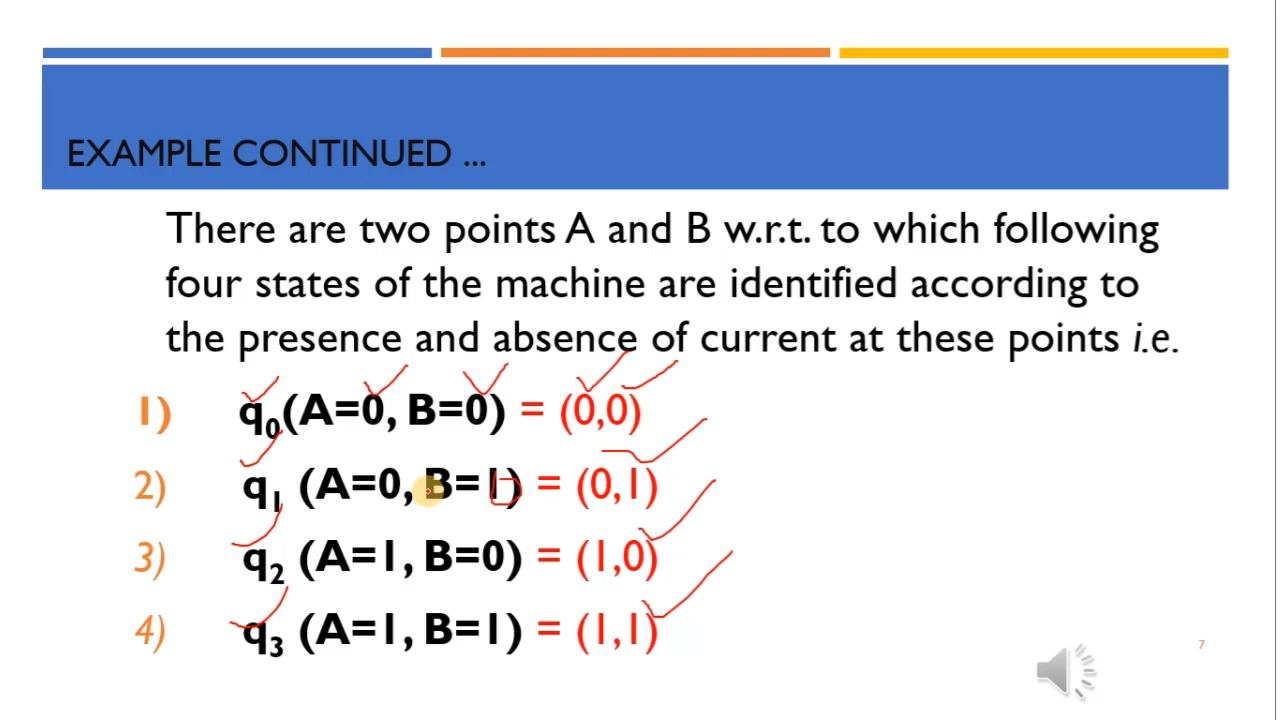 EXAMPLE CONTINUED ...
There are two points A and B w.r.t. to which following
four states of the machine are identified according to
the presence and absence of current at these points i.e.
1) q₀(A=0, B=0) = (0,0)
2) q₁ (A=0, B=1) = (0,1)
3) q₂ (A=1, B=0) = (1,0)
4) q₃ (A=1, B=1) = (1,1)
7